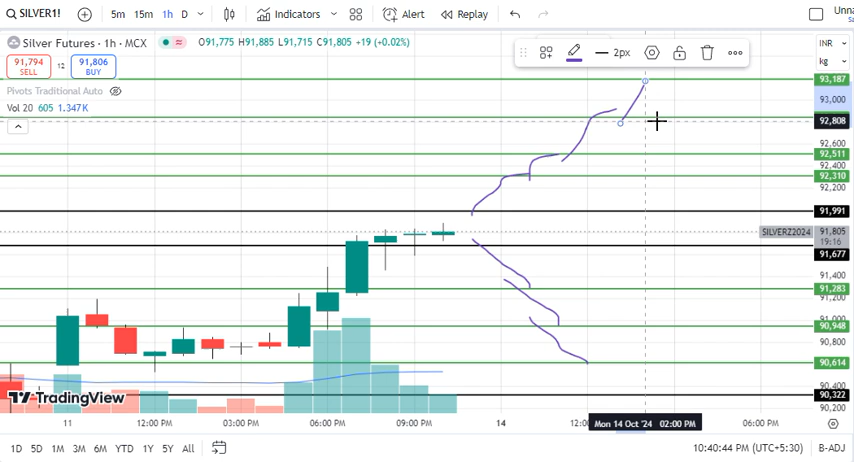 SILVER1! 5m 15m 1h D Indicators Alert Replay
INR
kg
Silver Futures · 1h · MCX O91,775 H91,885 L91,715 C91,805 +19 (+0.02%)
91,794 SELL 12 91,806 BUY
2px
Pivots Traditional Auto
Vol 20 605 1.347 K
93,187
93,000
92,808
92,600
92,511
92,310
92,200
91,991
SILVERZ2024 91,805
19:16
91,677
91,400
91,283
91,200
91,000
90,948
90,800
90,614
90,400
90,322
90,200
TradingView
11 12:00 PM 03:00 PM 06:00 PM 09:00 PM 14 Mon 14 Oct '24 02:00 PM 06:00 PM
1D 5D 1M 3M 6M YTD 1Y 5Y All 10:40:44 PM (UTC+5:30) B-ADJ